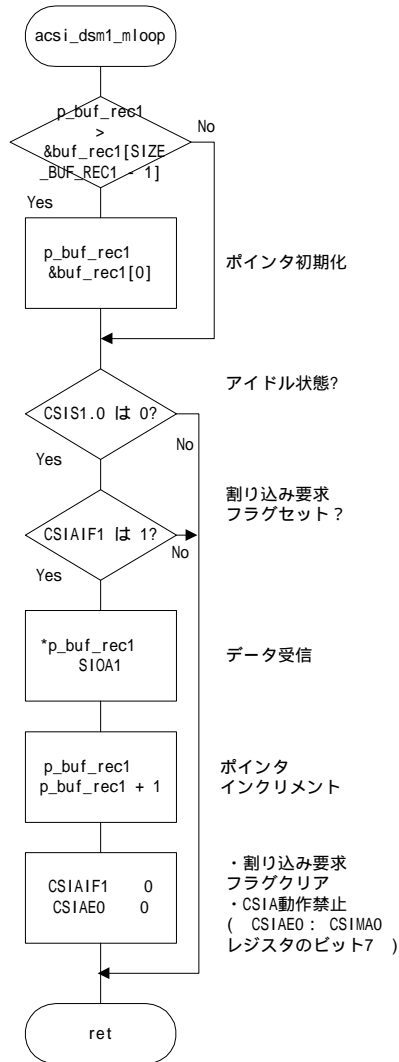 acsi_dsm1_mloop
p_buf_rec1
>
&buf_rec1[SIZE
_BUF_REC1 - 1]
No
Yes
p_buf_rec1
&buf_rec1[0]
ポインタ初期化
アイドル状態?
CSIS1.0 は 0?
No
Yes
割り込み要求
フラグセット？
CSIAIF1 は 1?
No
Yes
*p_buf_rec1
SIOA1
データ受信
p_buf_rec1
p_buf_rec1 + 1
ポインタ
インクリメント
CSIAIF1 0
CSIAE0 0
・割り込み要求
フラグクリア
・CSIA動作禁止
( CSIAE0： CSIMA0
レジスタのビット7 )
ret